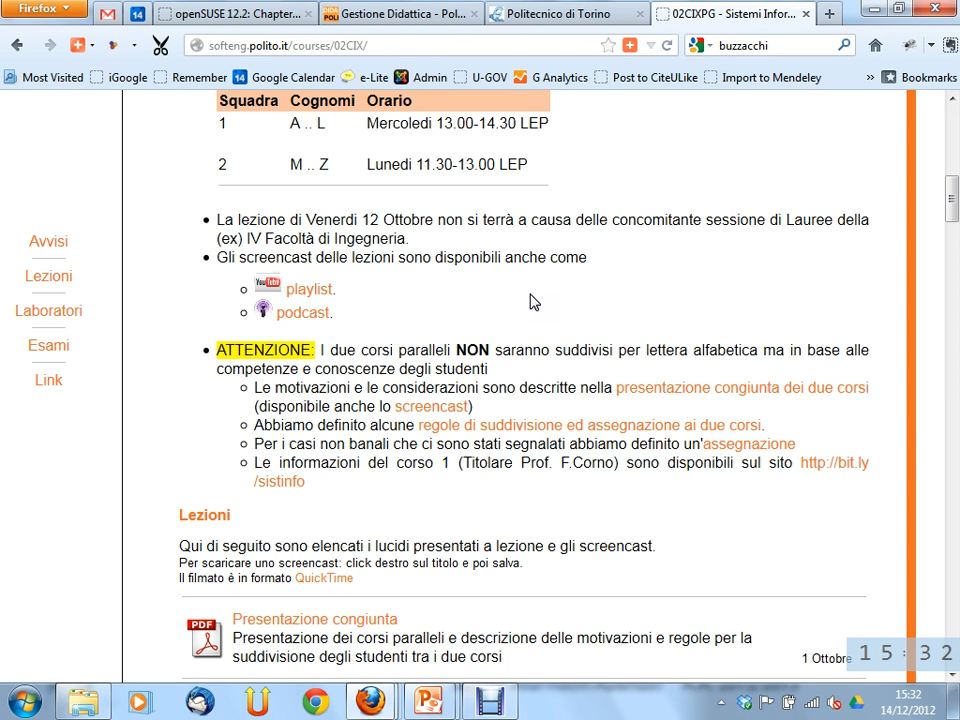 Firefox
openSUSE 12.2: Chapter...
Gestione Didattica - Pol...
Politecnico di Torino
02CIXPG - Sistemi Infor...
softeng.polito.it/courses/02CIX/
buzzacchi
Most Visited
iGoogle
Remember
Google Calendar
e-Lite
Admin
U-GOV
G Analytics
Post to CiteULike
Import to Mendeley
Bookmarks
Squadra Cognomi Orario
1 A .. L Mercoledi 13.00-14.30 LEP
2 M .. Z Lunedi 11.30-13.00 LEP
Avvisi
Lezioni
Laboratori
Esami
Link
La lezione di Venerdi 12 Ottobre non si terrà a causa delle concomitante sessione di Lauree della
(ex) IV Facoltà di Ingegneria.
Gli screencast delle lezioni sono disponibili anche come
YouTube playlist.
podcast.
ATTENZIONE: I due corsi paralleli NON saranno suddivisi per lettera alfabetica ma in base alle
competenze e conoscenze degli studenti
Le motivazioni e le considerazioni sono descritte nella presentazione congiunta dei due corsi
(disponibile anche lo screencast)
Abbiamo definito alcune regole di suddivisione ed assegnazione ai due corsi.
Per i casi non banali che ci sono stati segnalati abbiamo definito un'assegnazione
Le informazioni del corso 1 (Titolare Prof. F.Corno) sono disponibili sul sito http://bit.ly
/sistinfo
Lezioni
Qui di seguito sono elencati i lucidi presentati a lezione e gli screencast.
Per scaricare uno screencast: click destro sul titolo e poi salva.
Il filmato è in formato QuickTime
PDF
Presentazione congiunta
Presentazione dei corsi paralleli e descrizione delle motivazioni e regole per la
suddivisione degli studenti tra i due corsi
1 Ottobre
15:32
15:32
14/12/2012